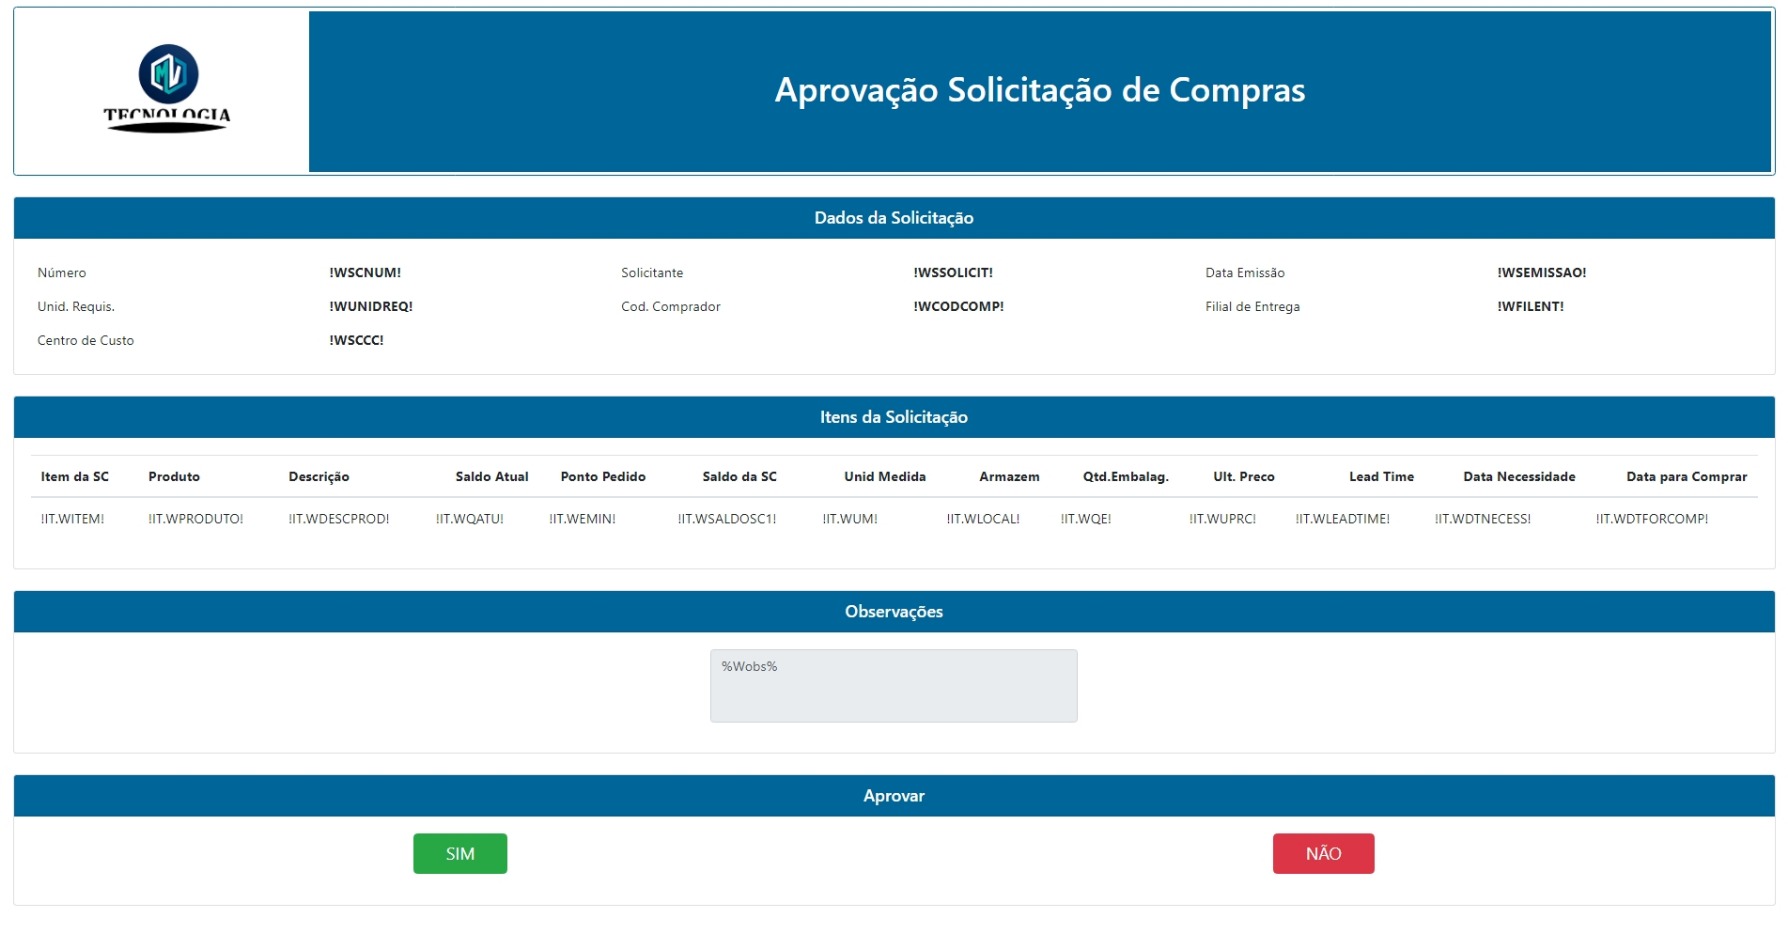 TECNOLOGIA
Aprovação Solicitação de Compras
Dados da Solicitação
Número !WSCNUM! Solicitante !WSSOLICIT! Data Emissão !WSEMISSAO!
Unid. Requis. !WUNIDREQ! Cod. Comprador !WCODCOMP! Filial de Entrega !WFILENT!
Centro de Custo !WSCCC!
Itens da Solicitação
Item da SC Produto Descrição Saldo Atual Ponto Pedido Saldo da SC Unid Medida Armazem Qtd.Embalag. Ult. Preco Lead Time Data Necessidade Data para Comprar
!IT.WITEM! !IT.WPRODUTO! !IT.WDESCPROD! !IT.WQATU! !IT.WEMIN! !IT.WSALDOSC1! !IT.WUM! !IT.WLOCAL! !IT.WQE! !IT.WUPRC! !IT.WLEADTIME! !IT.WDTNECESS! !IT.WDTFORCOMP!
Observações
%Wobs%
Aprovar
SIM NÃO